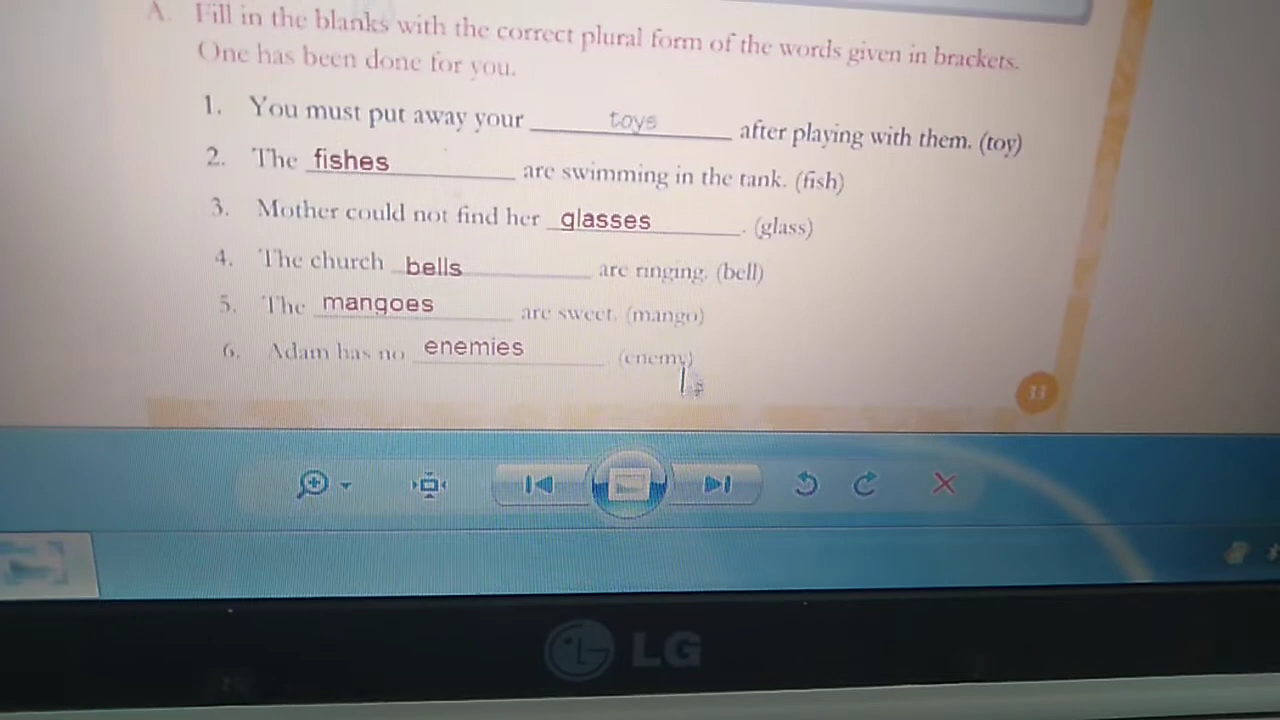 A. Fill in the blanks with the correct plural form of the words given in brackets.
One has been done for you.
1. You must put away your toys after playing with them. (toy)
2. The fishes are swimming in the tank. (fish)
3. Mother could not find her glasses. (glass)
4. The church bells are ringing. (bell)
5. The mangoes are sweet. (mango)
6. Adam has no enemies (enemy)
33
LG